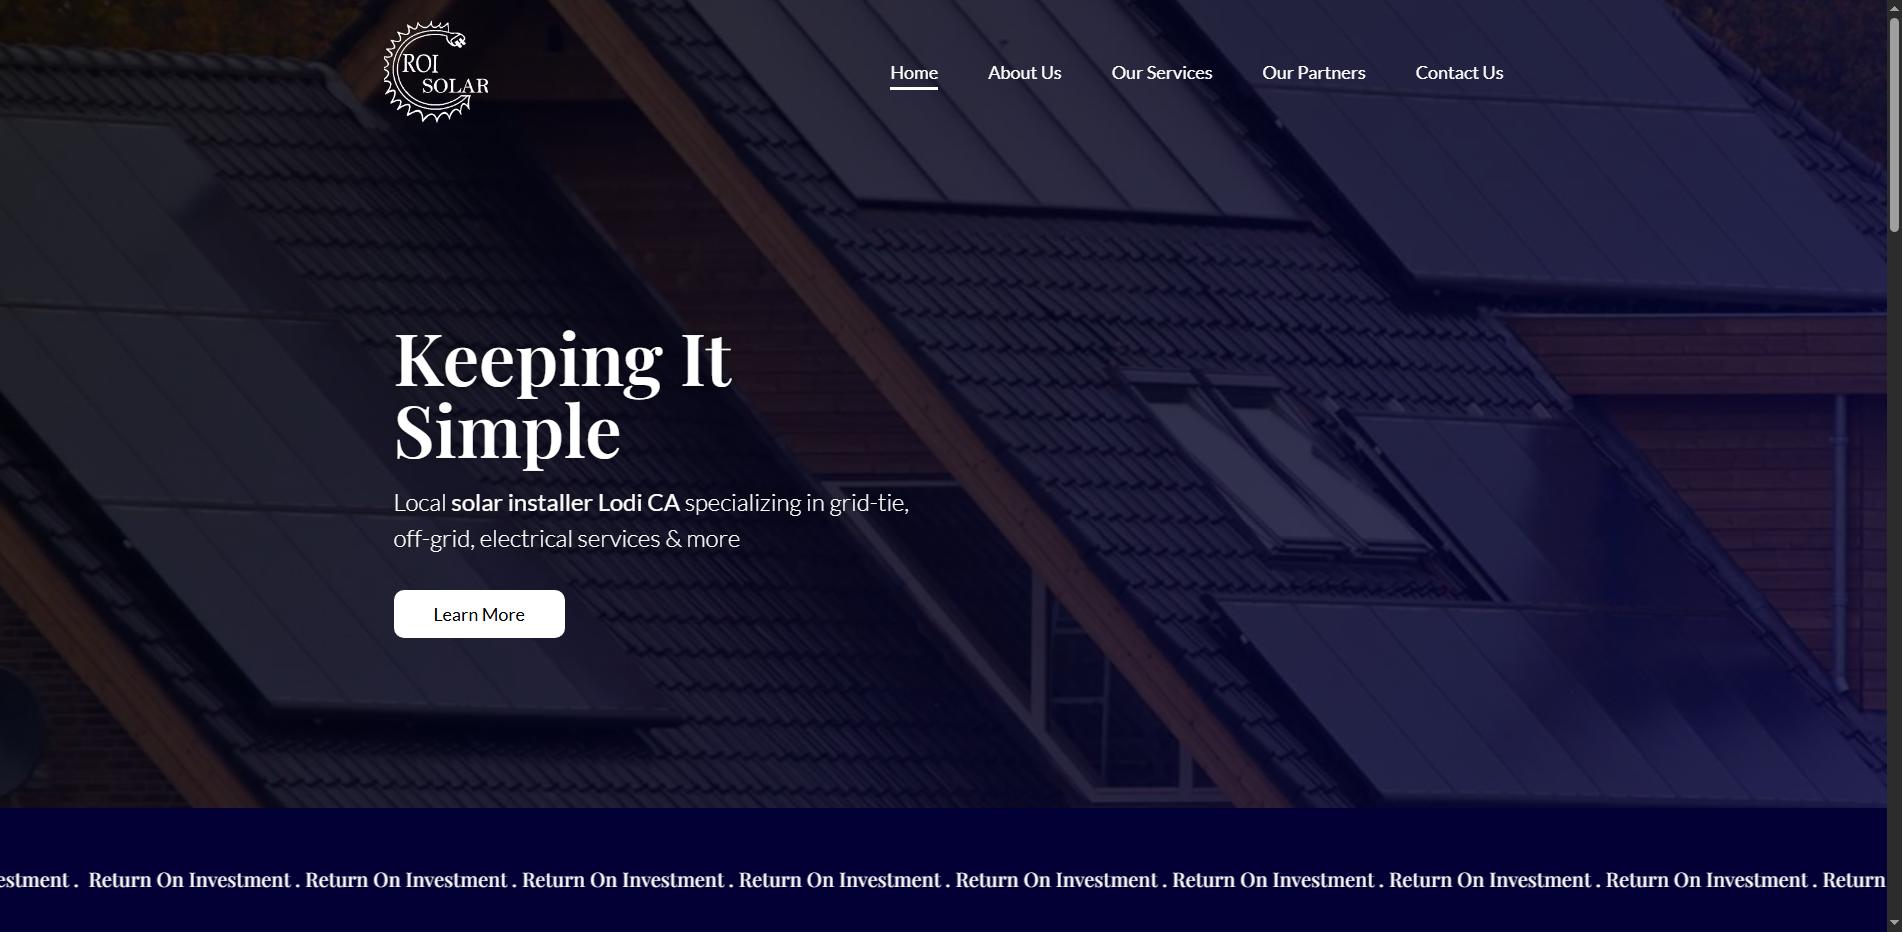 ROI
SOLAR
Home
About Us
Our Services
Our Partners
Contact Us
Keeping It
Simple
Local solar installer Lodi CA specializing in grid-tie,
off-grid, electrical services & more
Learn More
estment . Return On Investment . Return On Investment . Return On Investment . Return On Investment . Return On Investment . Return On Investment . Return On Investment . Return On Investment . Return